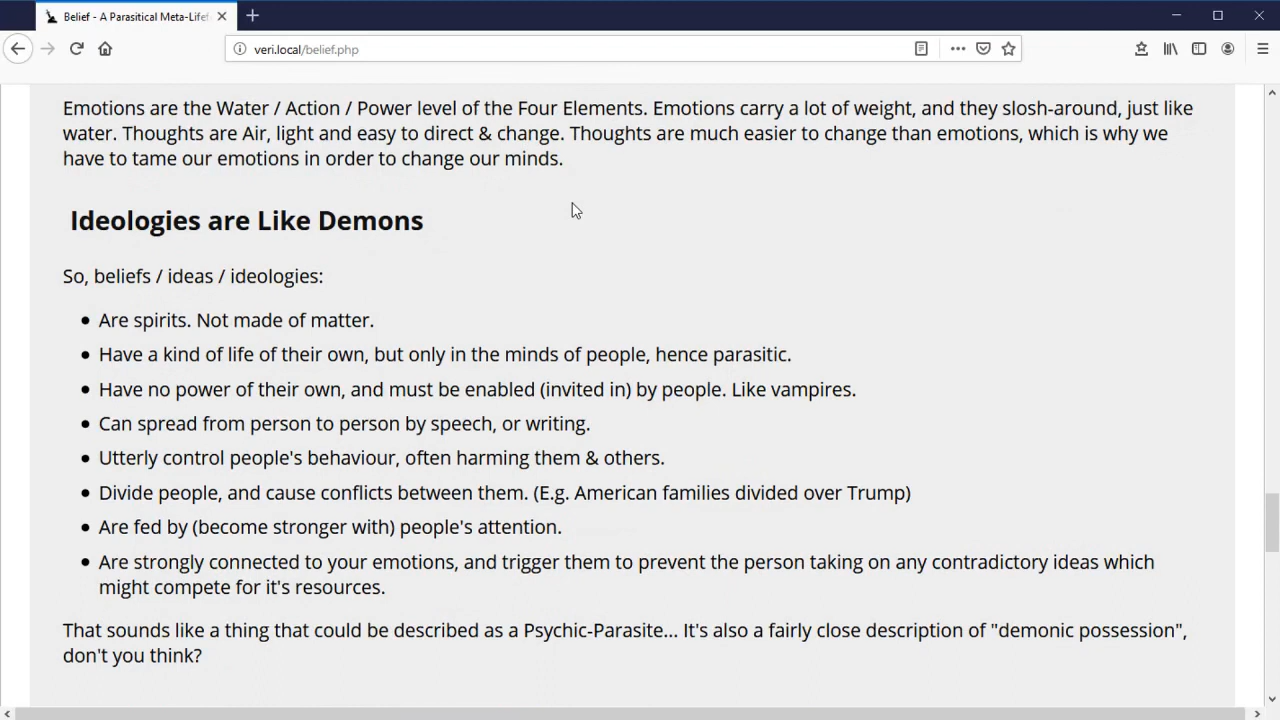 Belief - A Parasitical Meta-Lifef
veri.local/belief.php
Emotions are the Water / Action / Power level of the Four Elements. Emotions carry a lot of weight, and they slosh-around, just like
water. Thoughts are Air, light and easy to direct & change. Thoughts are much easier to change than emotions, which is why we
have to tame our emotions in order to change our minds.
Ideologies are Like Demons
So, beliefs / ideas / ideologies:
• Are spirits. Not made of matter.
• Have a kind of life of their own, but only in the minds of people, hence parasitic.
• Have no power of their own, and must be enabled (invited in) by people. Like vampires.
• Can spread from person to person by speech, or writing.
• Utterly control people's behaviour, often harming them & others.
• Divide people, and cause conflicts between them. (E.g. American families divided over Trump)
• Are fed by (become stronger with) people's attention.
• Are strongly connected to your emotions, and trigger them to prevent the person taking on any contradictory ideas which
might compete for it's resources.
That sounds like a thing that could be described as a Psychic-Parasite... It's also a fairly close description of "demonic possession",
don't you think?